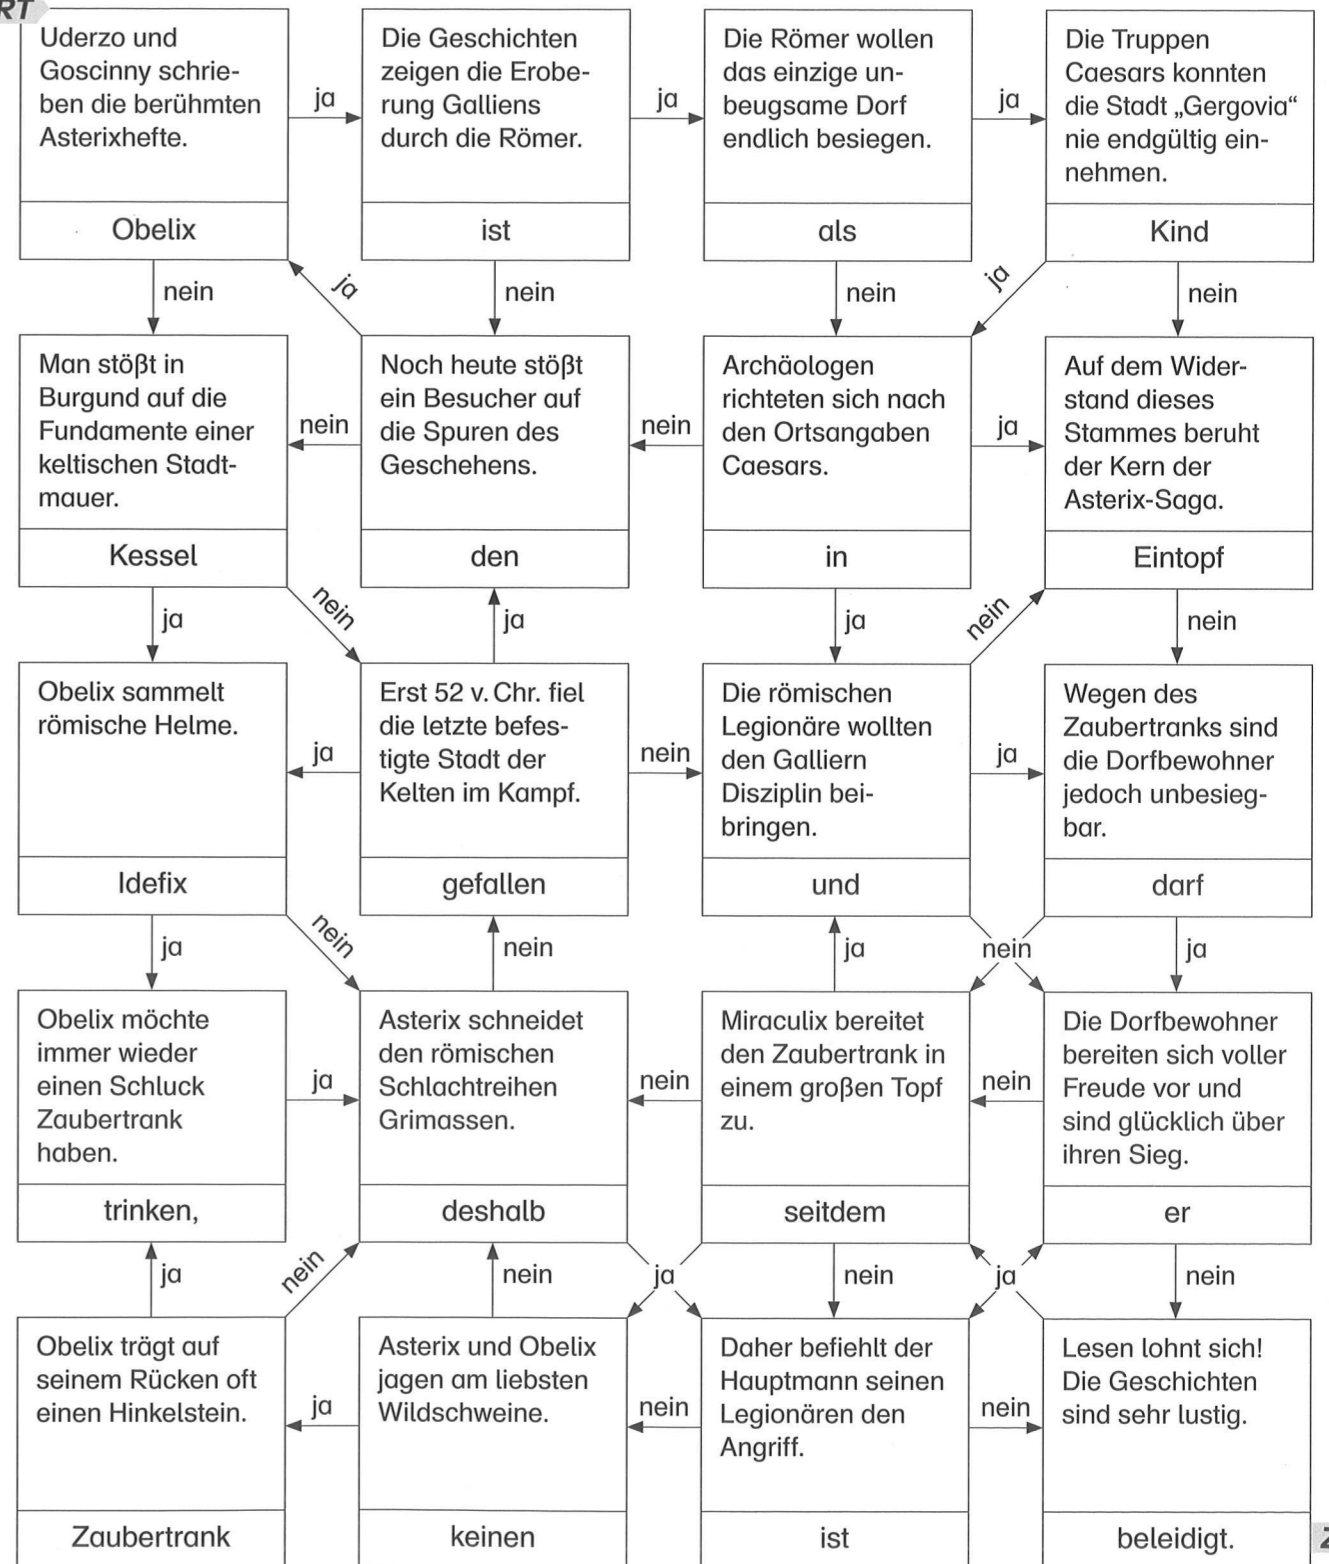 RT
Uderzo und
Goscinny schrie-
ben die berühmten
Asterixhefte.
Obelix
ja
Die Geschichten
zeigen die Erobe-
rung Galliens
durch die Römer.
ist
ja
Die Römer wollen
das einzige un-
beugsame Dorf
endlich besiegen.
als
ja
Die Truppen
Caesars konnten
die Stadt „Gergovia“
nie endgültig ein-
nehmen.
Kind
nein
ja
nein
nein
ja
nein
Man stößt in
Burgund auf die
Fundamente einer
keltischen Stadt-
mauer.
Kessel
nein
Noch heute stößt
ein Besucher auf
die Spuren des
Geschehens.
den
nein
Archäologen
richteten sich nach
den Ortsangaben
Caesars.
in
ja
Auf dem Wider-
stand dieses
Stammes beruht
der Kern der
Asterix-Saga.
Eintopf
ja
nein
ja
ja
nein
nein
Obelix sammelt
römische Helme.
Idefix
ja
Erst 52 v. Chr. fiel
die letzte befes-
tigte Stadt der
Kelten im Kampf.
gefallen
nein
Die römischen
Legionäre wollten
den Galliern
Disziplin bei-
bringen.
und
ja
Wegen des
Zaubertranks sind
die Dorfbewohner
jedoch unbesieg-
bar.
darf
ja
nein
nein
ja
nein
ja
Obelix möchte
immer wieder
einen Schluck
Zaubertrank
haben.
trinken,
ja
Asterix schneidet
den römischen
Schlachtreihen
Grimassen.
deshalb
nein
Miraculix bereitet
den Zaubertrank in
einem großen Topf
zu.
seitdem
nein
Die Dorfbewohner
bereiten sich voller
Freude vor und
sind glücklich über
ihren Sieg.
er
ja
nein
nein
ja
nein
ja
nein
Obelix trägt auf
seinem Rücken oft
einen Hinkelstein.
Zaubertrank
ja
Asterix und Obelix
jagen am liebsten
Wildschweine.
keinen
nein
Daher befiehlt der
Hauptmann seinen
Legionären den
Angriff.
ist
nein
Lesen lohnt sich!
Die Geschichten
sind sehr lustig.
beleidigt.
Z